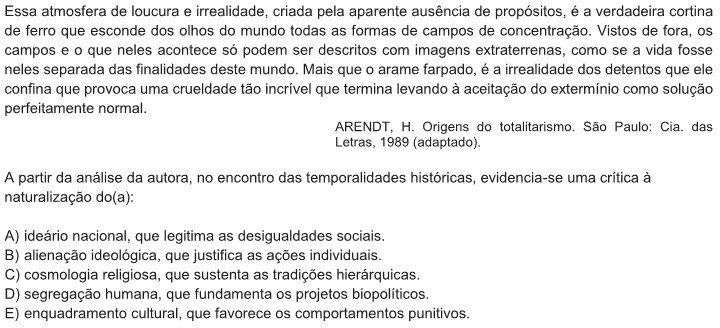 Essa atmosfera de loucura e irrealidade, criada pela aparente ausência de propósitos, é a verdadeira cortina
de ferro que esconde dos olhos do mundo todas as formas de campos de concentração. Vistos de fora, os
campos e o que neles acontece só podem ser descritos com imagens extraterrenas, como se a vida fosse
neles separada das finalidades deste mundo. Mais que o arame farpado, é a irrealidade dos detentos que ele
confina que provoca uma crueldade tão incrível que termina levando à aceitação do extermínio como solução
perfeitamente normal.
ARENDT, H. Origens do totalitarismo. São Paulo: Cia. das
Letras, 1989 (adaptado).
A partir da análise da autora, no encontro das temporalidades históricas, evidencia-se uma crítica à
naturalização do(a):
A) ideário nacional, que legitima as desigualdades sociais.
B) alienação ideológica, que justifica as ações individuais.
C) cosmologia religiosa, que sustenta as tradições hierárquicas.
D) segregação humana, que fundamenta os projetos biopolíticos.
E) enquadramento cultural, que favorece os comportamentos punitivos.